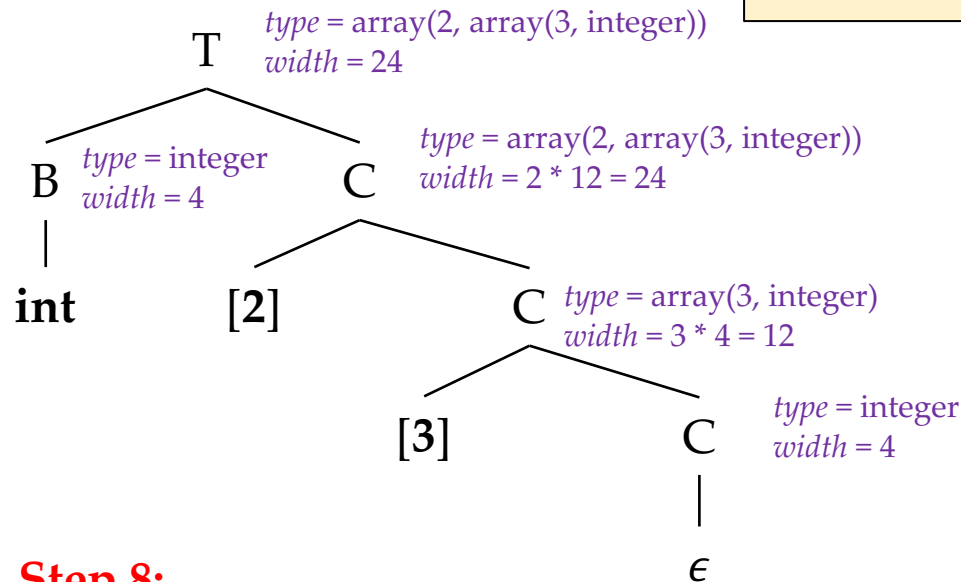 type = array(2, array(3, integer))
T
width = 24
type = array(2, array(3, integer))
type = integer
B
C
width = 2 * 12 = 24
width = 4
int
[2]
C
type = array(3, integer)
width = 3 * 4 = 12
type = integer
[3]
C
width = 4
Step 8:
ϵ